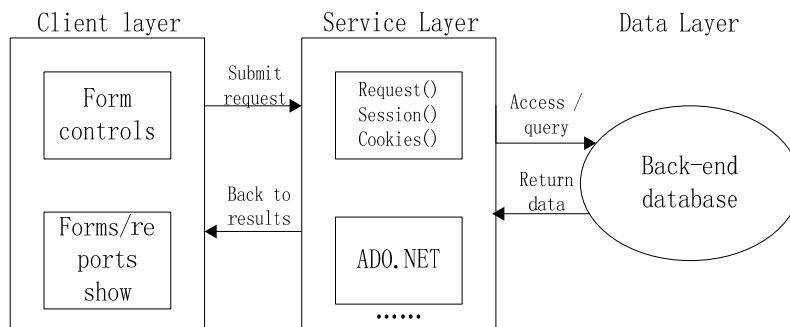 Client layer
Service Layer
Data Layer
Form
controls
Forms/re
ports
show
Submit
request
Back to
results
Request()
Session()
Cookies()
ADO.NET
......
Access /
query
Return
data
Back-end
database